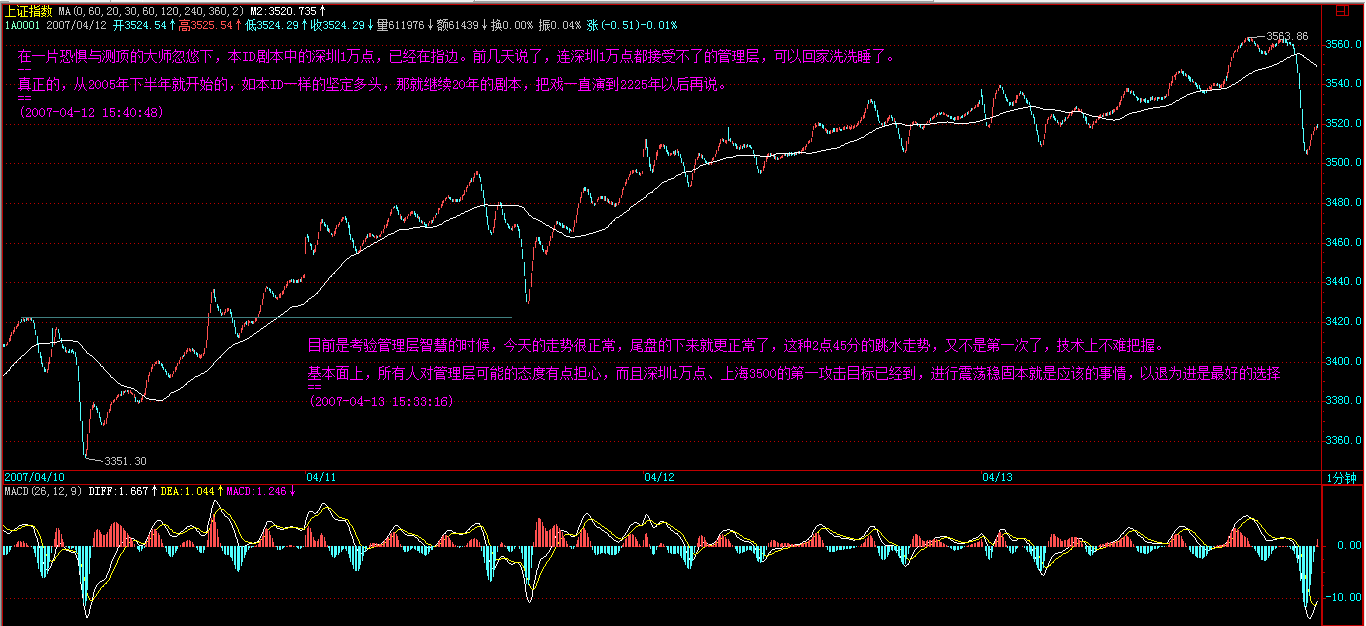 上证指数 MA(0,60,20,30,60,120,240,360,2) M2:3520.735↑
1A0001 2007/04/12 开3524.54↑高3525.54↑低3524.29↑收3524.29↓量611976↓额61439↓换0.00% 振0.04% 涨(-0.51)-0.01%
3563.86
在一片恐惧与测顶的大师忽悠下，本ID剧本中的深圳1万点，已经在指边。前几天说了，连深圳1万点都接受不了的管理层，可以回家洗洗睡了。
==
真正的，从2005年下半年就开始的，如本ID一样的坚定多头，那就继续20年的剧本，把戏一直演到2225年以后再说。
==
(2007-04-12 15:40:48)
3560.0
3540.0
3520.0
3500.0
3480.0
3460.0
3440.0
3420.0
3400.0
3380.0
3360.0
目前是考验管理层智慧的时候，今天的走势很正常，尾盘的下来就更正常了，这种2点45分的跳水走势，又不是第一次了，技术上不难把握。
基本面上，所有人对管理层可能的态度有点担心，而且深圳1万点、上海3500的第一攻击目标已经到，进行震荡稳固本就是应该的事情，以退为进是最好的选择
==
(2007-04-13 15:33:16)
3351.30
2007/04/10 04/11 04/12 04/13 1分钟
MACD(26,12,9) DIFF:1.667↑DEA:1.044↑MACD:1.246↓
0.00
-10.00